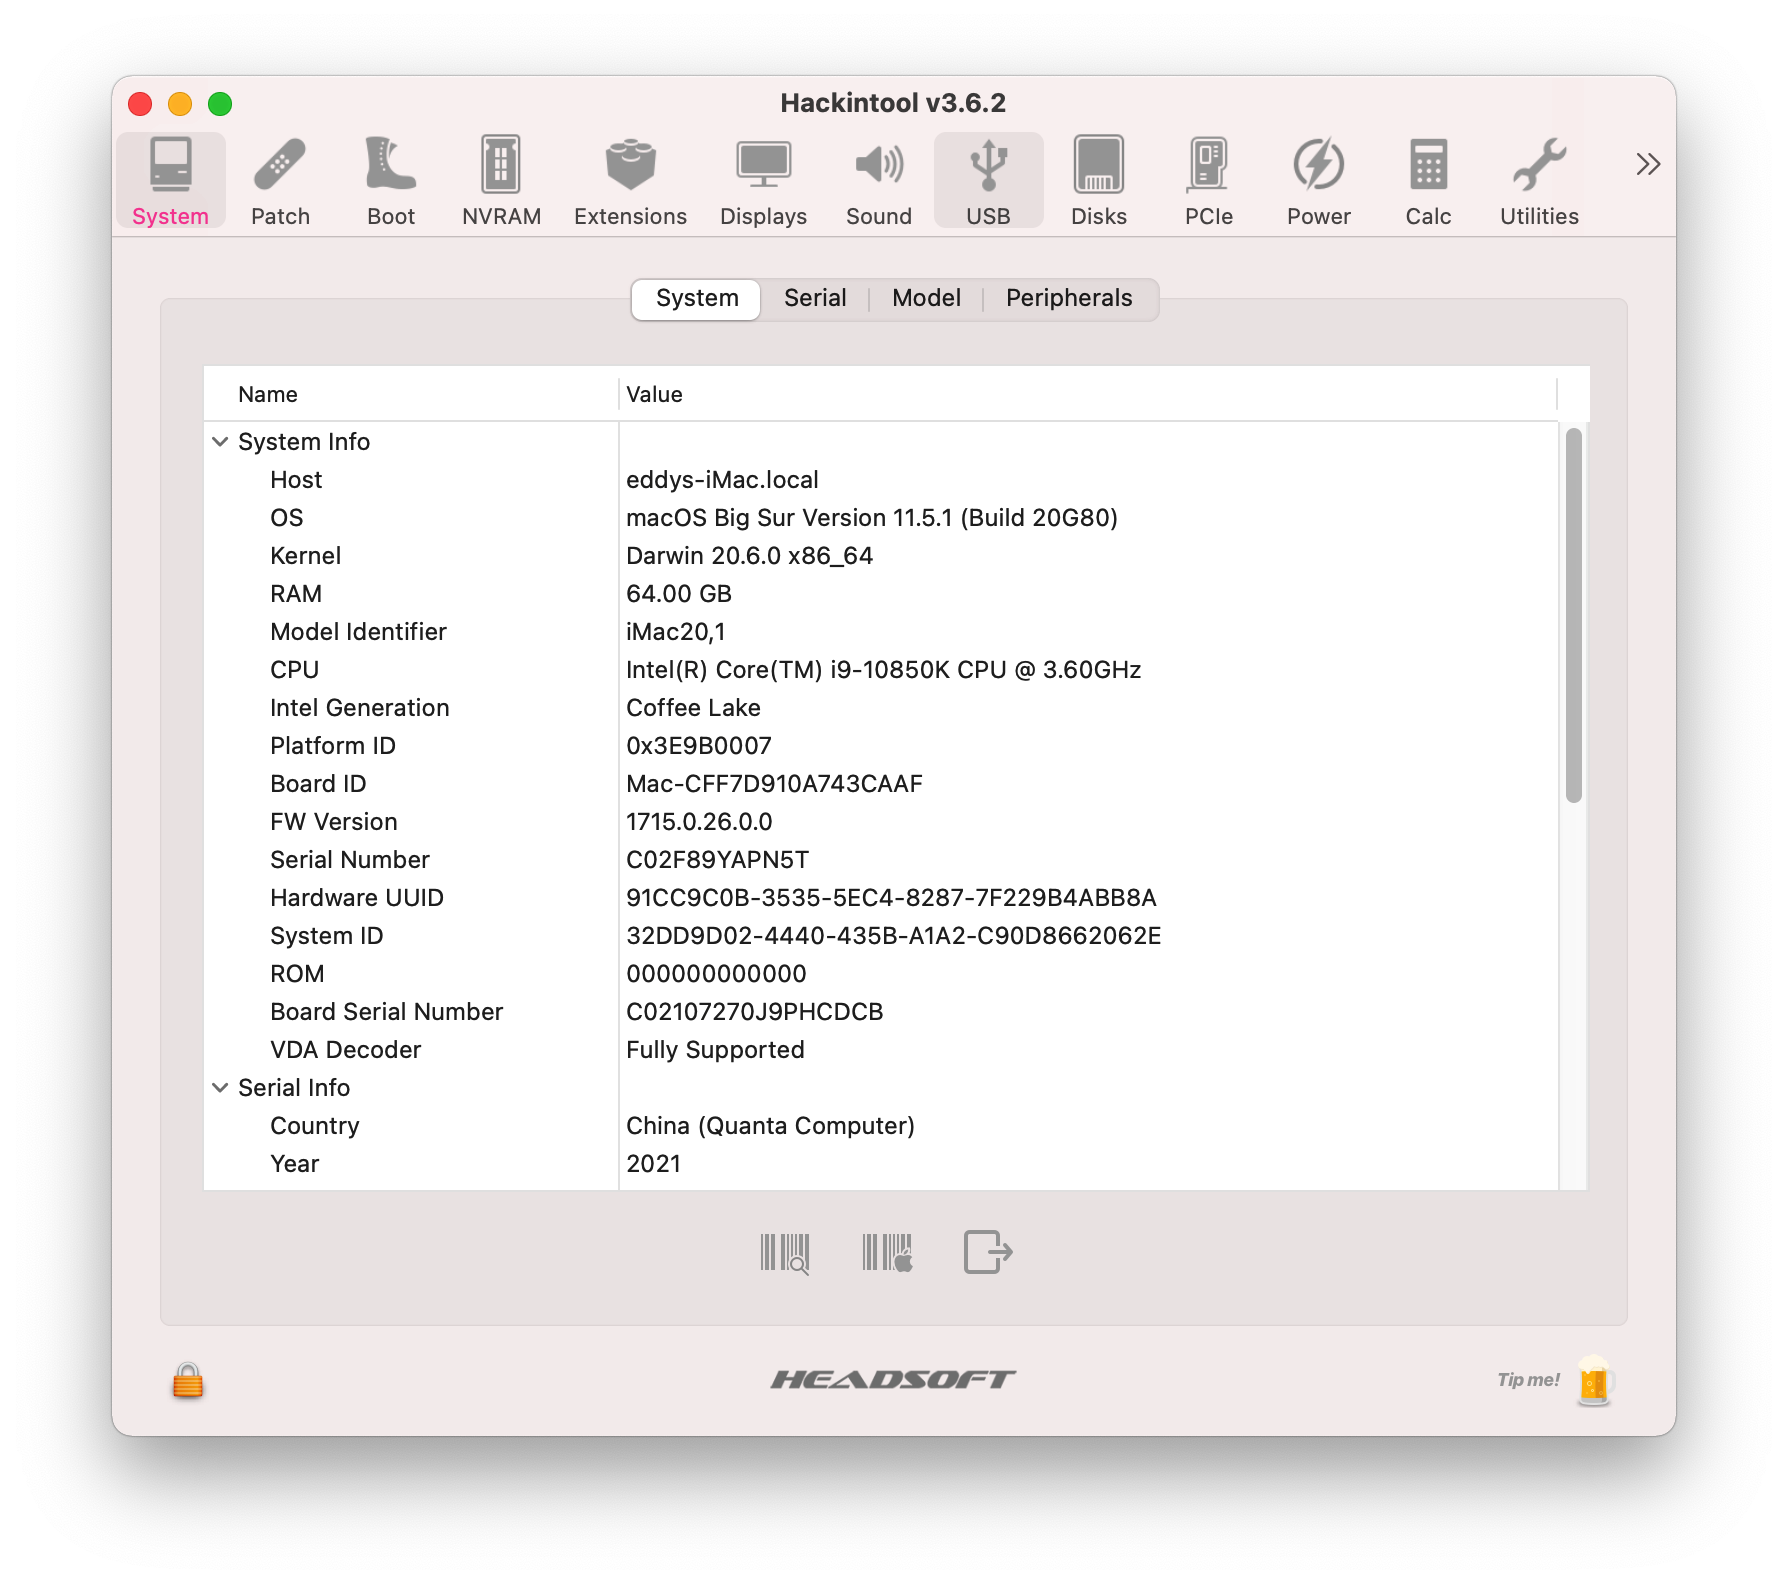 Hackintool v3.6.2
System Patch Boot NVRAM Extensions Displays Sound USB Disks PCIe Power Calc Utilities
System Serial Model Peripherals
Name Value
System Info
Host eddys-iMac.local
OS macOS Big Sur Version 11.5.1 (Build 20G80)
Kernel Darwin 20.6.0 x86_64
RAM 64.00 GB
Model Identifier iMac20,1
CPU Intel(R) Core(TM) i9-10850K CPU @ 3.60GHz
Intel Generation Coffee Lake
Platform ID 0x3E9B0007
Board ID Mac-CFF7D910A743CAAF
FW Version 1715.0.26.0.0
Serial Number C02F89YAPN5T
Hardware UUID 91CC9C0B-3535-5EC4-8287-7F229B4ABB8A
System ID 32DD9D02-4440-435B-A1A2-C90D8662062E
ROM 000000000000
Board Serial Number C02107270J9PHCDCB
VDA Decoder Fully Supported
Serial Info
Country China (Quanta Computer)
Year 2021
HEADSOFT Tip me!